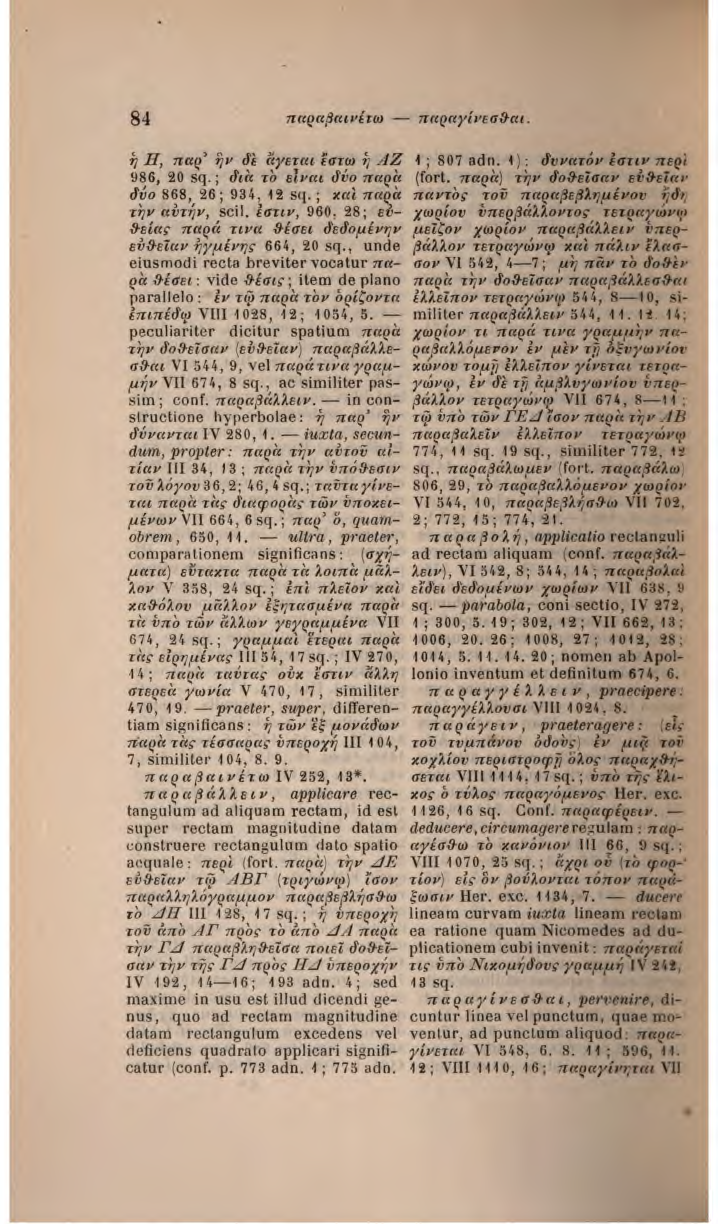 84 παραβαινέτω — παραγίνεσθαι.
ἡ Η, παρ᾽ ἣν δὲ ἄγεται ἔστω ἡ ΔΖ
986, 20 sq.; διὰ τὸ εἶναι δύο παρὰ
δύο 868, 26; 934, 12 sq.; καὶ παρὰ
τὴν αὐτήν, scil. ἐστιν, 960, 28; εὐ-
θείας παρά τινα θέσει δεδομένην
εὐθεῖαν ἠγμένης 664, 20 sq., unde
eiusmodi recta breviter vocatur πα-
ρὰ θέσει: vide θέσις; item de plano
parallelo: ἐν τῷ παρὰ τὸν ὁρίζοντα
ἐπιπέδῳ VIII 1028, 12; 1054, 5. —
peculiariter dicitur spatium παρὰ
τὴν δοθεῖσαν (εὐθεῖαν) παραβάλλε-
σθαι VI 544, 9, vel παρά τινα γραμ-
μήν VII 674, 8 sq., ac similiter pas-
sim; conf. παραβάλλειν. — in con-
structione hyperbolae: ἡ παρ᾽ ἣν
δύνανται IV 280, 1. — iuxta, secun-
dum, propter: παρὰ τὴν αὐτοῦ αἰ-
τίαν III 34, 13; παρὰ τὴν ὑπόθεσιν
τοῦ λόγου 36, 2; 46, 4 sq.; ταῦτα γίνε-
ται παρὰ τὰς διαφορὰς τῶν ὑποκει-
μένων VII 664, 6 sq.; παρ᾽ ὅ, quam-
obrem, 650, 11. — ultra, praeter,
comparationem significans: (σχή-
ματα) εὔτακτα παρὰ τὰ λοιπὰ μᾶλ-
λον V 358, 24 sq.; ἐπὶ πλεῖον καὶ
καθόλου μᾶλλον ἐξητασμένα παρὰ
τὰ ὑπὸ τῶν ἄλλων γεγραμμένα VII
674, 24 sq.; γραμμαὶ ἕτεραι παρὰ
τὰς εἰρημένας III 54, 17 sq.; IV 270,
14; παρὰ ταύτας οὐκ ἔστιν ἄλλη
στερεὰ γωνία V 470, 17, similiter
470, 19. — praeter, super, differen-
tiam significans: ἡ τῶν ἓξ μονάδων
παρὰ τὰς τέσσαρας ὑπεροχή III 104,
7, similiter 104, 8. 9.
παραβαινέτω IV 252, 13*.
παραβάλλειν, applicare rec-
tangulum ad aliquam rectam, id est
super rectam magnitudine datam
construere rectangulum dato spatio
aequale: περὶ (fort. παρὰ) τὴν ΔΕ
εὐθεῖαν τῷ ΑΒΓ (τριγώνῳ) ἴσον
παραλληλόγραμμον παραβεβλήσθω
τὸ ΔΗ III 128, 17 sq.; ἡ ὑπεροχὴ
τοῦ ἀπὸ ΑΓ πρὸς τὸ ἀπὸ ΔΑ παρὰ
τὴν ΓΔ παραβληθεῖσα ποιεῖ δοθεῖ-
σαν τὴν τῆς ΓΔ πρὸς ΗΔ ὑπεροχήν
IV 192, 14—16; 193 adn. 4; sed
maxime in usu est illud dicendi ge-
nus, quo ad rectam magnitudine
datam rectangulum excedens vel
deficiens quadrato applicari signifi-
catur (conf. p. 773 adn. 1; 775 adn.
1; 807 adn. 1): δυνατόν ἐστιν περὶ
(fort. παρὰ) τὴν δοθεῖσαν εὐθεῖαν
παντὸς τοῦ παραβεβλημένου ἤδη
χωρίου ὑπερβάλλοντος τετραγώνῳ
μεῖζον χωρίον παραβάλλειν ὑπερ-
βάλλον τετραγώνῳ καὶ πάλιν ἔλασ-
σον VI 542, 4—7; μὴ πᾶν τὸ δοθὲν
παρὰ τὴν δοθεῖσαν παραβάλλεσθαι
ἐλλεῖπον τετραγώνῳ 544, 8—10, si-
militer παραβάλλειν 544, 11. 12. 14;
χωρίον τι παρά τινα γραμμὴν πα-
ραβαλλόμενον ἐν μὲν τῇ ὀξυγωνίου
κώνου τομῇ ἐλλεῖπον γίνεται τετρα-
γώνῳ, ἐν δὲ τῇ ἀμβλυγωνίου ὑπερ-
βάλλον τετραγώνῳ VII 674, 8—11;
τῷ ὑπὸ τῶν ΓΕΔ ἴσον παρὰ τὴν ΑΒ
παραβαλεῖν ἐλλεῖπον τετραγώνῳ
774, 11 sq. 19 sq., similiter 772, 12
sq., παραβάλωμεν (fort. παραβάλω)
806, 29, τὸ παραβαλλόμενον χωρίον
VI 544, 10, παραβεβλήσθω VII 702,
2; 772, 15; 774, 21.
παραβολή, applicatio rectanguli
ad rectam aliquam (conf. παραβάλ-
λειν), VI 542, 8; 544, 14; παραβολαὶ
εἴδει δεδομένων χωρίων VII 638, 9
sq. — parabola, coni sectio, IV 272,
1; 300, 5. 19; 302, 12; VII 662, 13;
1006, 20. 26; 1008, 27; 1012, 28;
1014, 5. 11. 14. 20; nomen ab Apol-
lonio inventum et definitum 674, 6.
παραγγέλλειν, praecipere:
παραγγέλλουσι VIII 1024, 8.
παράγειν, praeteragere: (εἰς
τοῦ τυμπάνου ὀδοὺς) ἐν μιᾷ τοῦ
κοχλίου περιστροφῇ ὅλος παραχθή-
σεται VIII 1114, 17 sq.; ὑπὸ τῆς ἕλι-
κος ὁ τύλος παραγόμενος Her. exc.
1126, 16 sq. Conf. παραφέρειν. —
deducere, circumagere regulam: παρ-
αγέσθω τὸ κανόνιον III 66, 9 sq.;
VIII 1070, 25 sq.; ἄχρι οὗ (τὸ φορ-
τίον) εἰς ὃν βούλονται τόπον παρά-
ξωσιν Her. exc. 1134, 7. — ducere
lineam curvam iuxta lineam rectam
ea ratione quam Nicomedes ad du-
plicationem cubi invenit: παράγεταί
τις ὑπὸ Νικομήδους γραμμή IV 242,
13 sq.
παραγίνεσθαι, pervenire, di-
cuntur linea vel punctum, quae mo-
ventur, ad punctum aliquod: παρα-
γίνεται VI 548, 6. 8. 11; 596, 11.
12; VIII 1110, 16; παραγίνηται VII